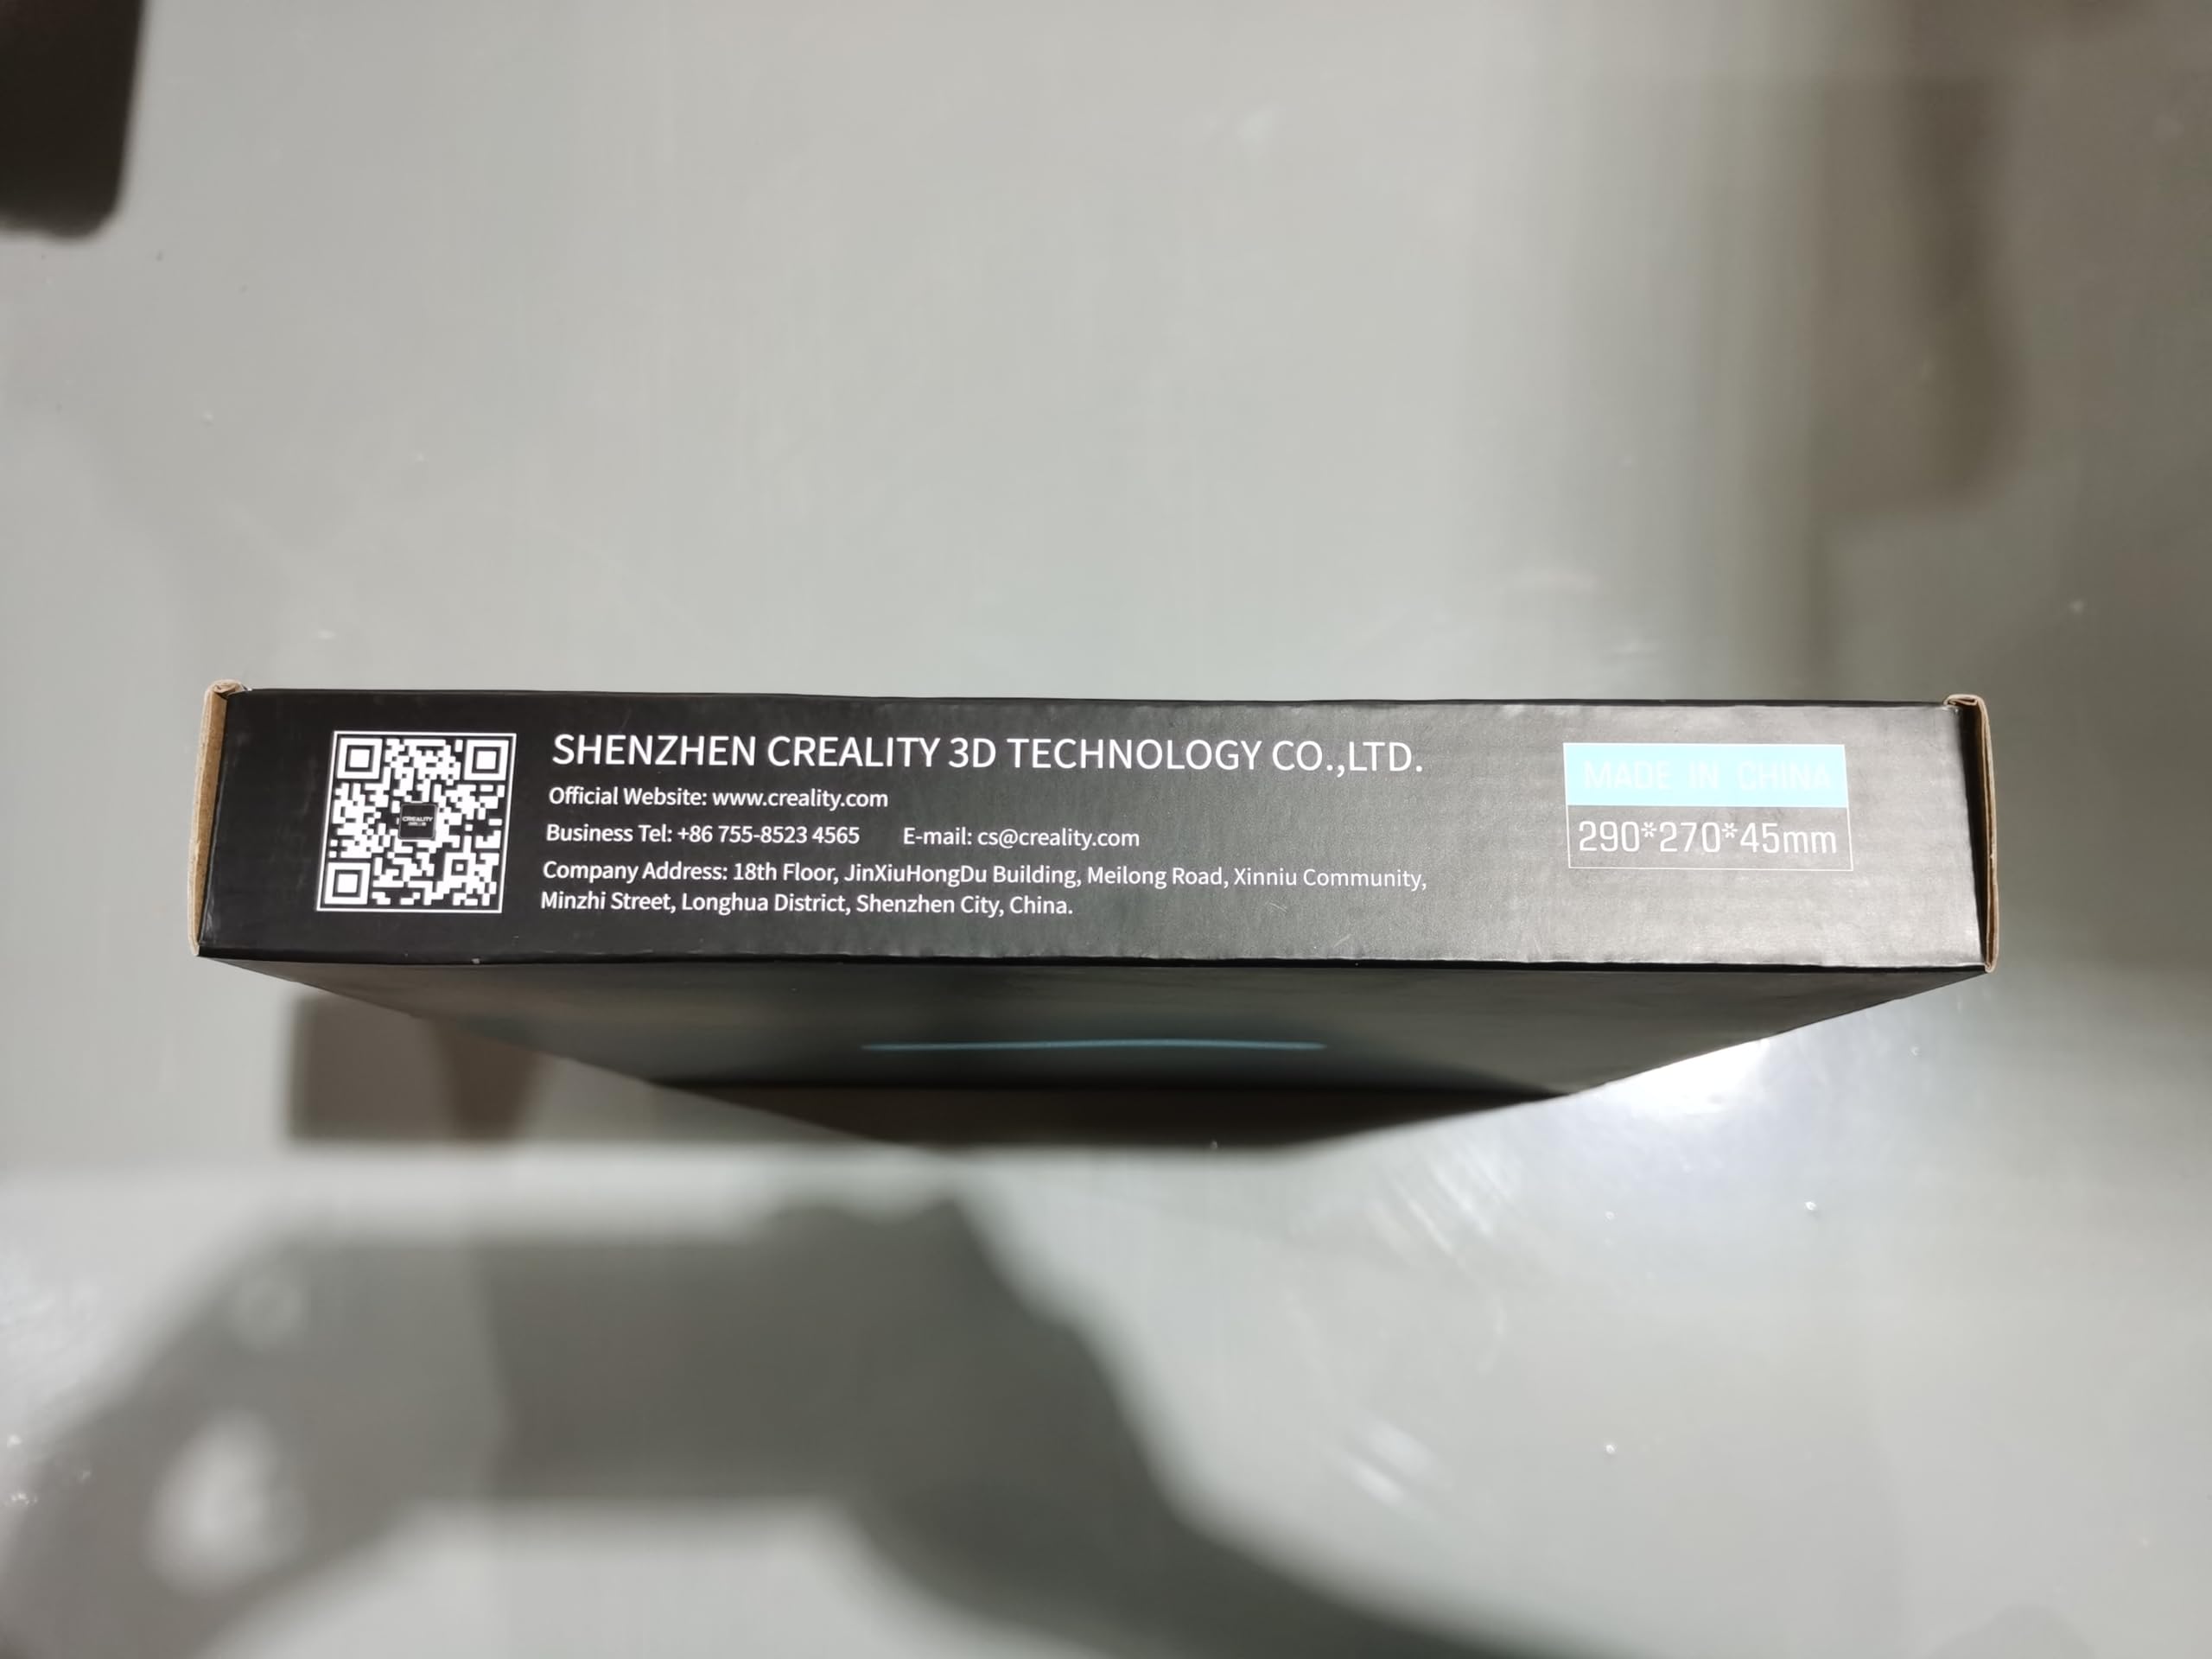 SHENZHEN CREALITY 3D TECHNOLOGY CO.,LTD.
Official Website: www.creality.com
Business Tel: +86 755-8523 4565 E-mail: cs@creality.com
Company Address: 18th Floor, JinXiuHongDu Building, Meilong Road, Xinniu Community,
Minzhi Street, Longhua District, Shenzhen City, China.
CREALITY
MADE IN CHINA
290*270*45mm